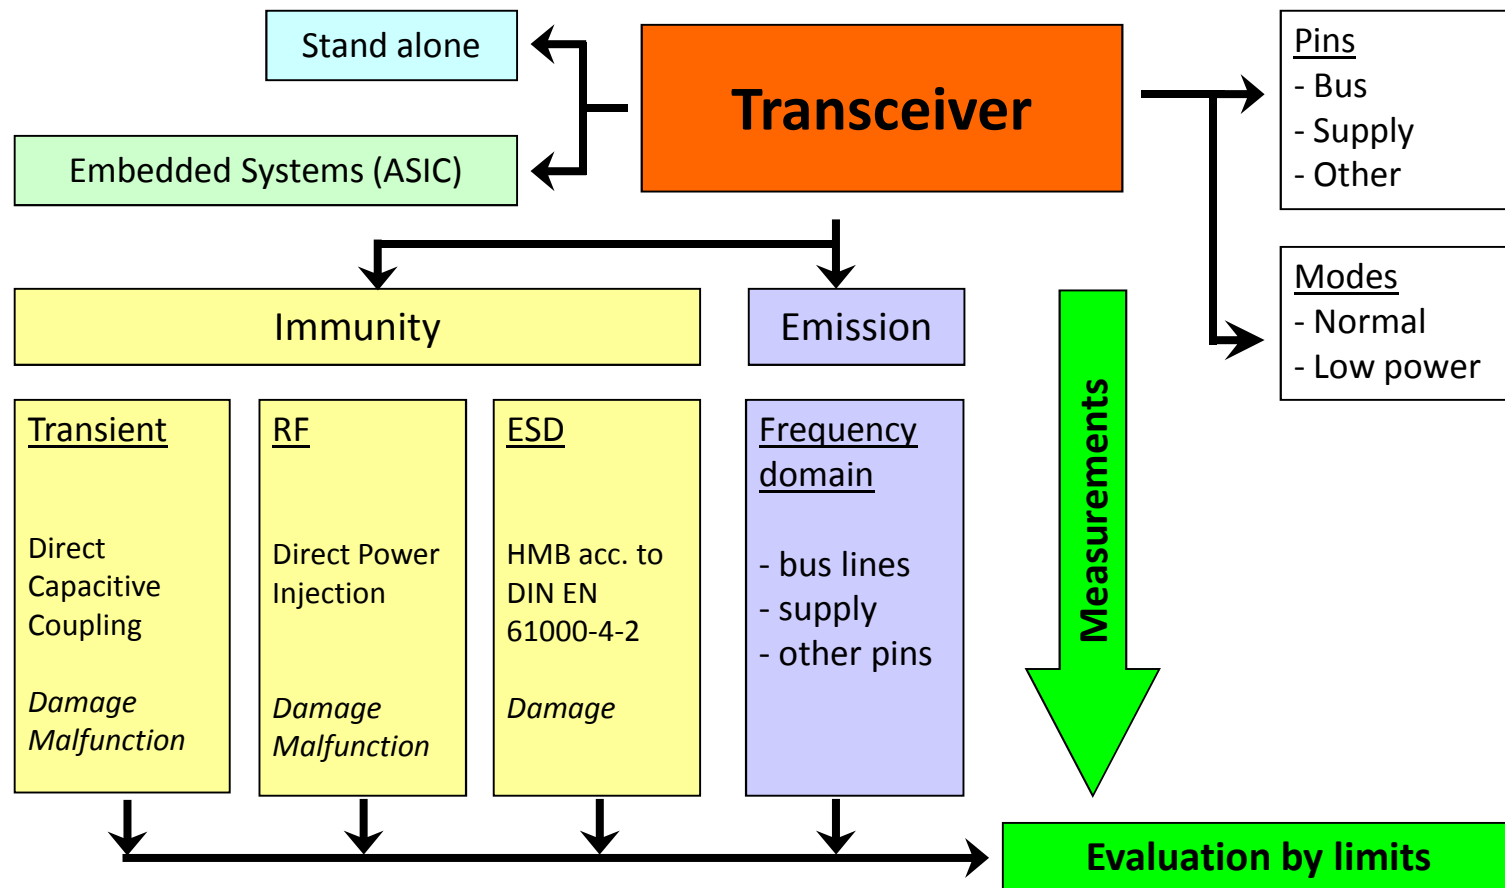 Stand alone
Transceiver
Pins
- Bus
- Supply
- Other
Embedded Systems (ASIC)
Modes
- Normal
- Low power
Immunity
Emission
Transient
Direct
Capacitive
Coupling
Damage
Malfunction
RF
Direct Power
Injection
Damage
Malfunction
ESD
HMB acc. to
DIN EN
61000-4-2
Damage
Frequency
domain
- bus lines
- supply
- other pins
Measurements
Evaluation by limits